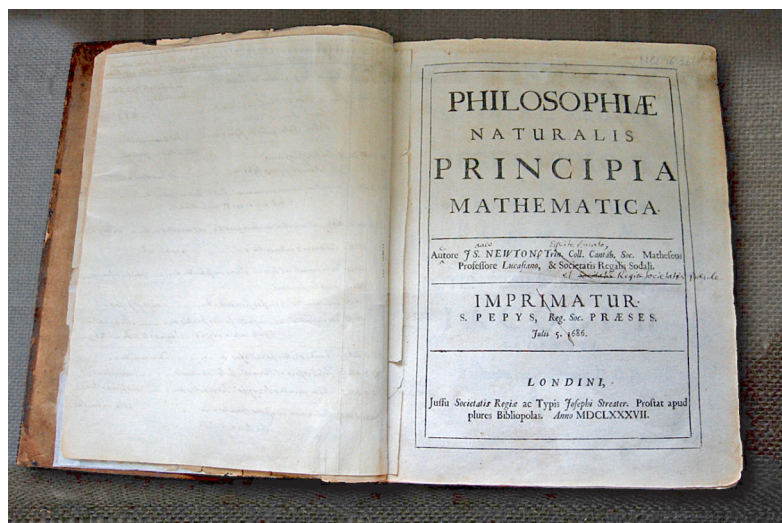 PHILOSOPHIÆ
NATURALIS
PRINCIPIA
MATHEMATICA.
Autore JS. NEWTON, Trin. Coll. Cantab. Soc. Matheseos
Professore Lucasiano, & Societatis Regalis Sodali.
IMPRIMATUR.
S. PEPYS, Reg. Soc. PRÆSES.
Julii 5. 1686.
LONDINI,
Jussu Societatis Regiæ ac Typis Josephi Streater. Prostat apud
plures Bibliopolas. Anno MDCLXXXVII.